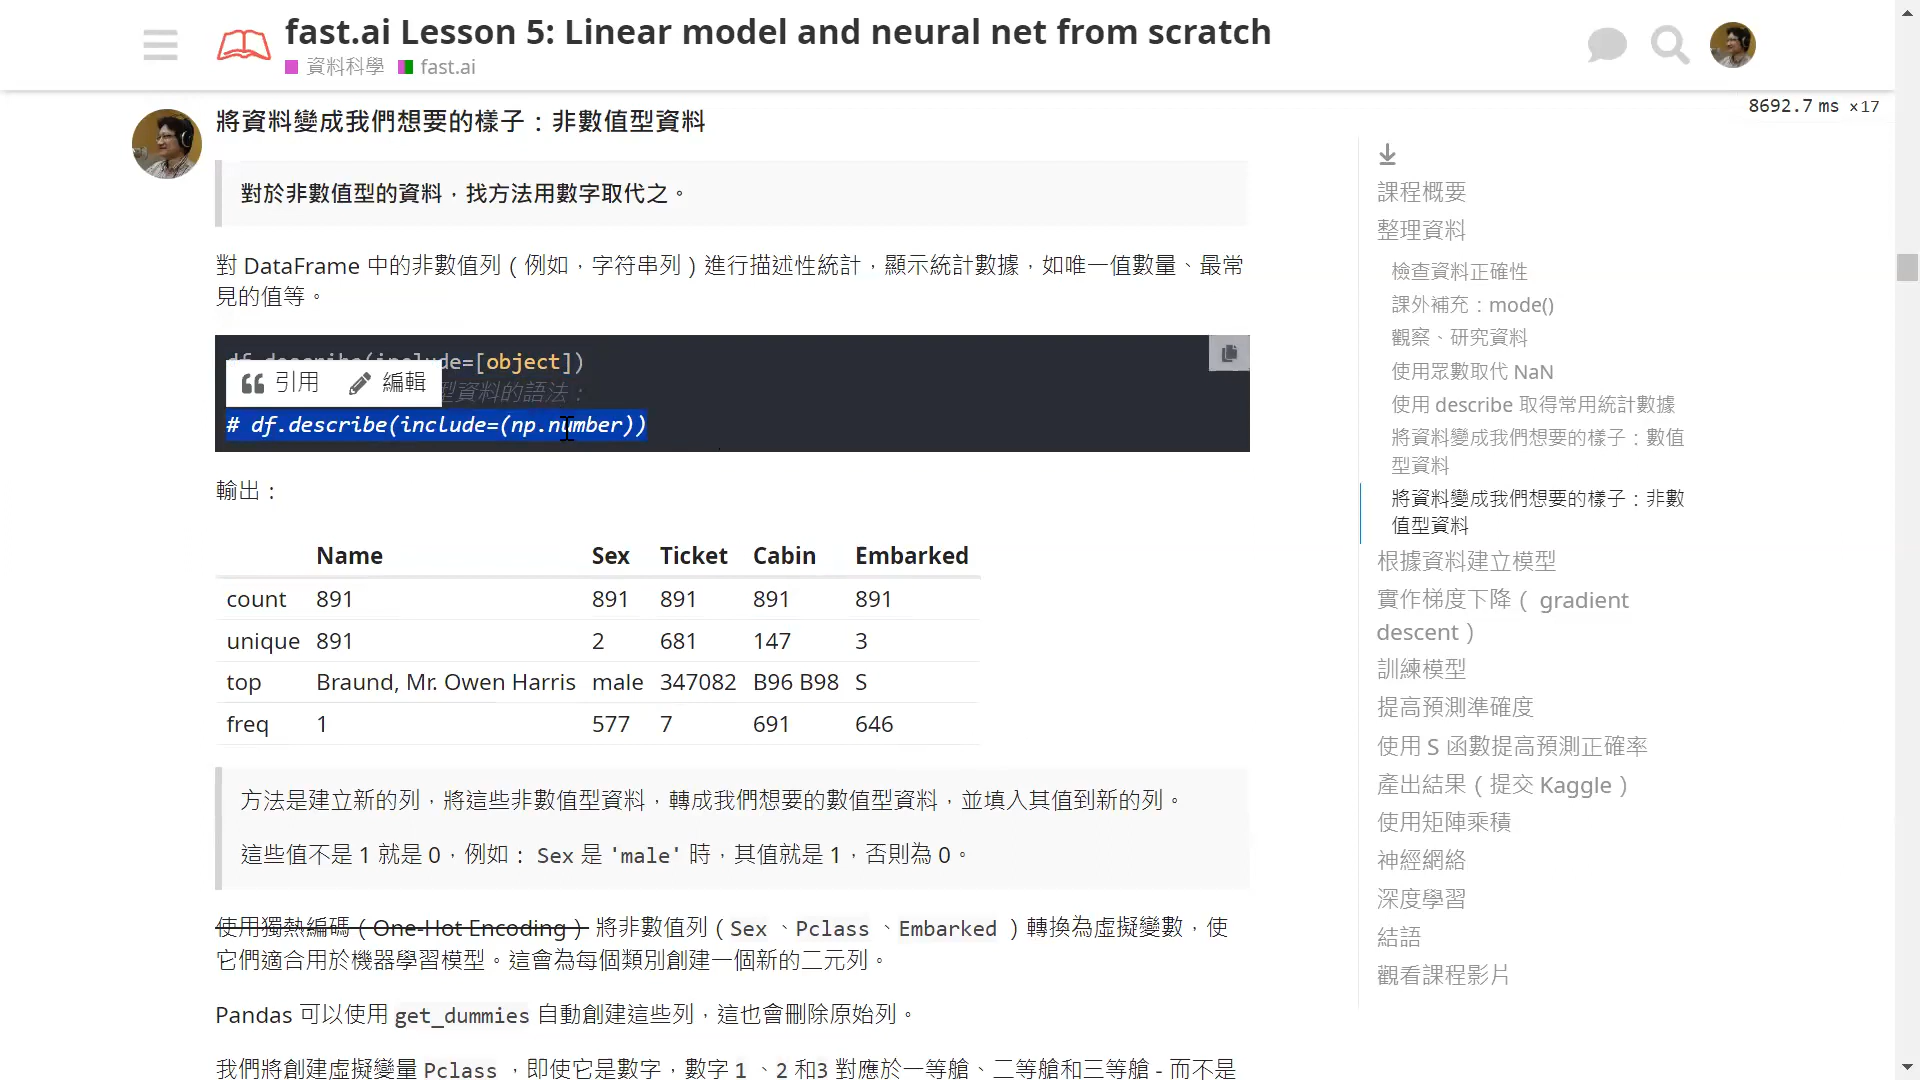 fast.ai Lesson 5: Linear model and neural net from scratch
資料科學 fast.ai
8692.7 ms ×17
將資料變成我們想要的樣子：非數值型資料
對於非數值型的資料，找方法用數字取代之。
對 DataFrame 中的非數值列（例如，字符串列）進行描述性統計，顯示統計數據，如唯一值數量、最常
見的值等。
df.describe(include=[object])
引用 編輯
型資料的語法：
# df.describe(include=(np.number))
輸出：
Name Sex Ticket Cabin Embarked
count 891 891 891 891 891
unique 891 2 681 147 3
top Braund, Mr. Owen Harris male 347082 B96 B98 S
freq 1 577 7 691 646
方法是建立新的列，將這些非數值型資料，轉成我們想要的數值型資料，並填入其值到新的列。
這些值不是 1 就是 0，例如： Sex 是 'male' 時，其值就是 1，否則為 0。
使用獨熱編碼（One-Hot Encoding）將非數值列（Sex 、Pclass 、Embarked ）轉換為虛擬變數，使
它們適合用於機器學習模型。這會為每個類別創建一個新的二元列。
Pandas 可以使用 get_dummies 自動創建這些列，這也會刪除原始列。
我們將創建虛擬變量 Pclass ，即使它是數字，數字 1 、2 和3 對應於一等艙、二等艙和三等艙 - 而不是
課程概要
整理資料
檢查資料正確性
課外補充：mode()
觀察、研究資料
使用眾數取代 NaN
使用 describe 取得常用統計數據
將資料變成我們想要的樣子：數值
型資料
將資料變成我們想要的樣子：非數
值型資料
根據資料建立模型
實作梯度下降（ gradient
descent ）
訓練模型
提高預測準確度
使用 S 函數提高預測正確率
產出結果（提交 Kaggle）
使用矩陣乘積
神經網絡
深度學習
結語
觀看課程影片